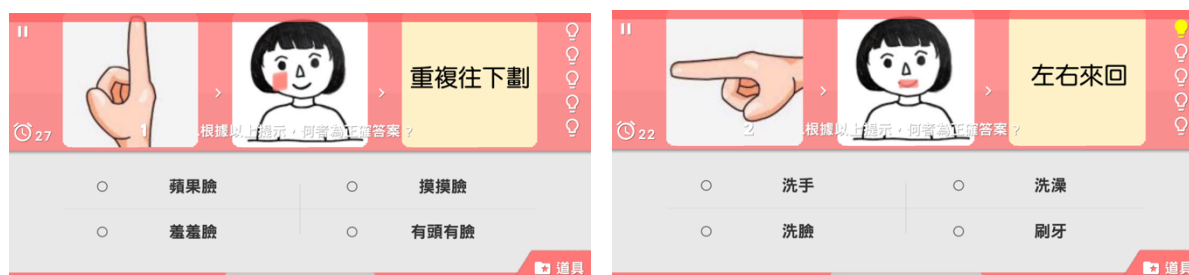 重複往下劃
27
1
.根據以上提示，何者為正確答案？
蘋果臉
摸摸臉
羞羞臉
有頭有臉
道具
左右來回
22
2
.根據以上提示，何者為正確答案？
洗手
洗澡
洗臉
刷牙
道具